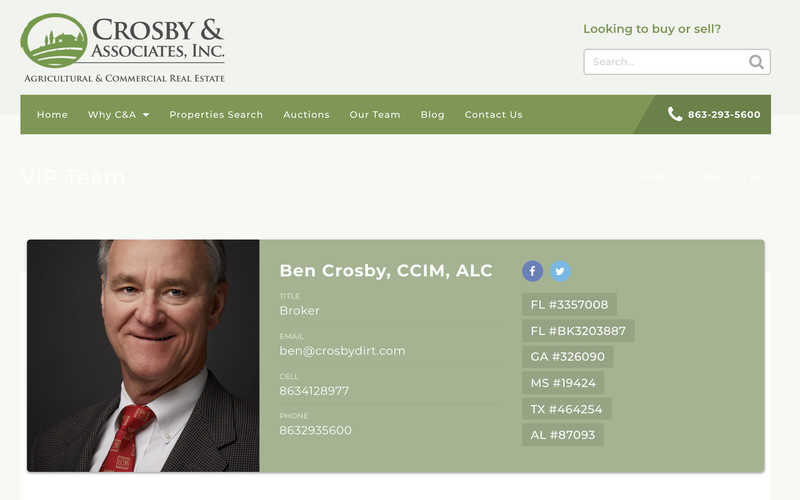 CROSBY &
ASSOCIATES, INC.
AGRICULTURAL & COMMERCIAL REAL ESTATE
Looking to buy or sell?
Search...
Home Why C&A Properties Search Auctions Our Team Blog Contact Us 863-293-5600
VIP Team
Ben Crosby, CCIM, ALC
TITLE
Broker
EMAIL
ben@crosbydirt.com
CELL
8634128977
PHONE
8632935600
FL #3357008
FL #BK3203887
GA #326090
MS #19424
TX #464254
AL #87093